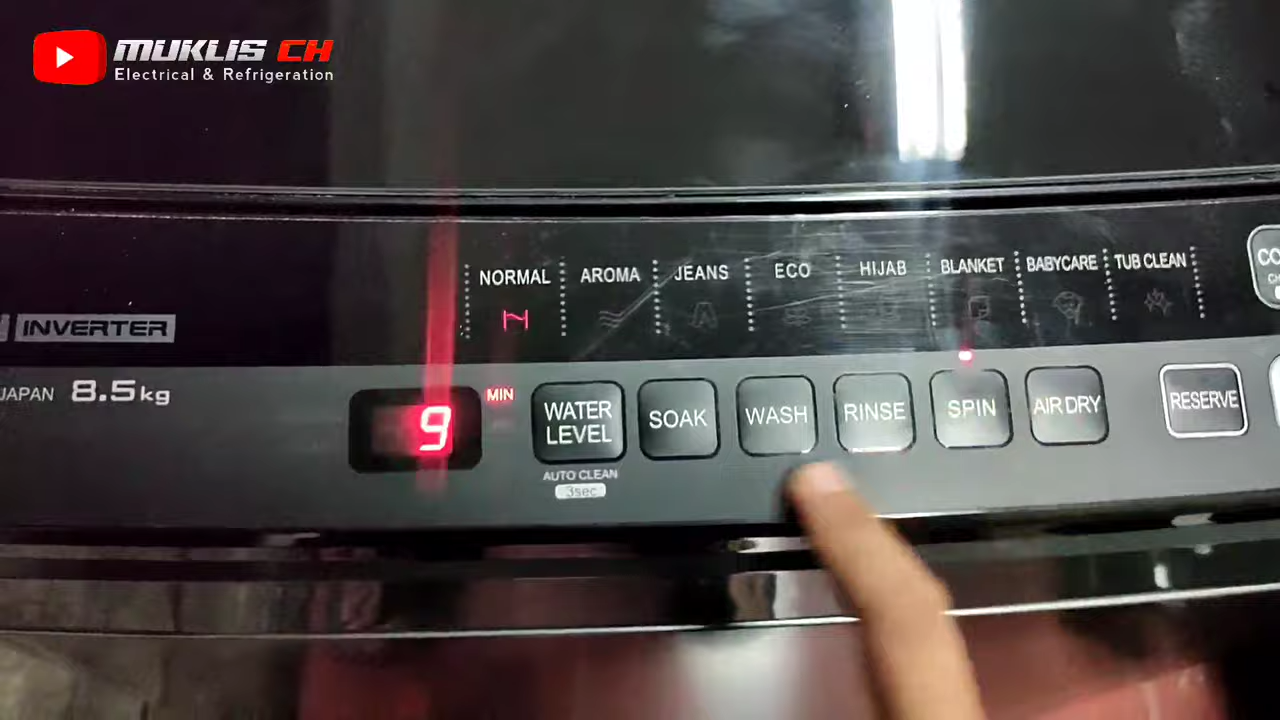 MUKLIS CH
Electrical & Refrigeration
NORMAL
AROMA
JEANS
ECO
HIJAB
BLANKET
BABYCARE
TUB CLEAN
INVERTER
JAPAN 8.5kg
9
MIN
WATER
LEVEL
SOAK
WASH
RINSE
SPIN
AIR DRY
RESERVE
AUTO CLEAN
3sec